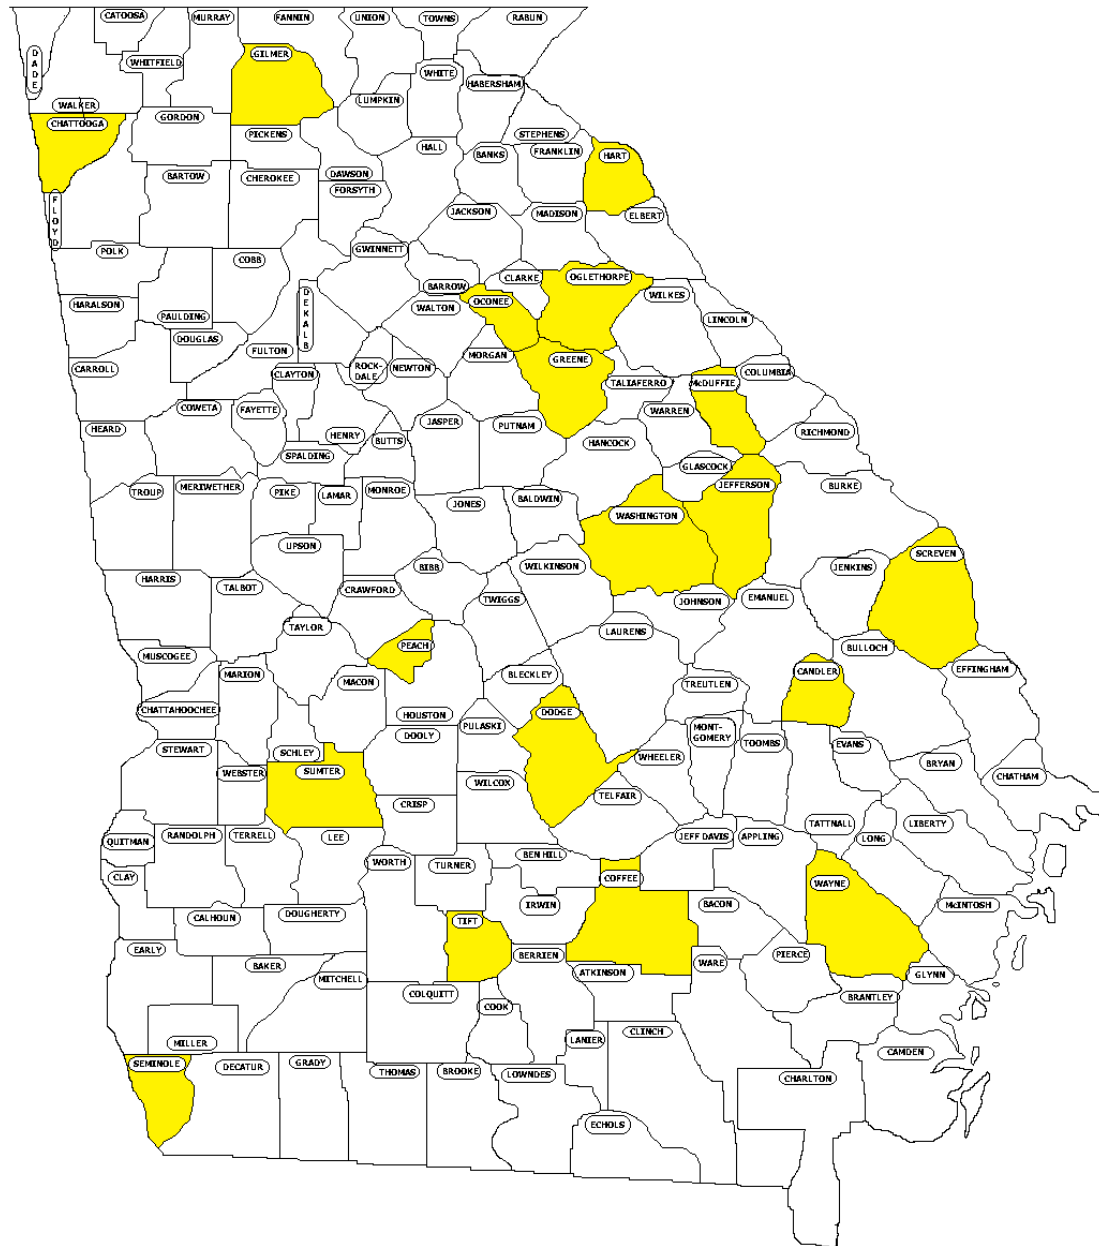 CATOOSA
MURRAY
FANNIN
UNION
TOWNS
RABUN
DADE
WHITFIELD
GILMER
WHITE
HABERSHAM
WALKER
LUMPKIN
CHATTOOGA
GORDON
PICKENS
STEPHENS
HALL
BANKS
FRANKLIN
HART
BARTOW
CHEROKEE
DAWSON
FORSYTH
FLOYD
JACKSON
MADISON
ELBERT
POLK
COBB
GWINNETT
BARROW
CLARKE
OGLETHORPE
HARALSON
PAULDING
DEKALB
WALTON
OCONEE
WILKES
LINCOLN
DOUGLAS
FULTON
CARROLL
CLAYTON
ROCK-
DALE
NEWTON
MORGAN
GREENE
TALIAFERRO
McDUFFIE
COLUMBIA
COWETA
FAYETTE
WARREN
HEARD
HENRY
BUTTS
JASPER
PUTNAM
HANCOCK
RICHMOND
SPALDING
GLASCOCK
TROUP
MERIWETHER
PIKE
LAMAR
MONROE
JONES
BALDWIN
JEFFERSON
BURKE
WASHINGTON
UPSON
SCREVEN
HARRIS
TALBOT
CRAWFORD
BIBB
WILKINSON
JENKINS
TWIGGS
JOHNSON
EMANUEL
TAYLOR
LAURENS
MUSCOGEE
PEACH
BULLOCH
MARION
MACON
BLECKLEY
TREUTLEN
CANDLER
EFFINGHAM
CHATTAHOOCHEE
HOUSTON
DODGE
STEWART
SCHLEY
DOOLY
PULASKI
MONT-
GOMERY
TOOMBS
EVANS
WEBSTER
SUMTER
WILCOX
WHEELER
BRYAN
CHATHAM
CRISP
TELFAIR
QUITMAN
RANDOLPH
TERRELL
LEE
JEFF DAVIS
APPLING
TATTNALL
LONG
LIBERTY
CLAY
WORTH
TURNER
BEN HILL
COFFEE
WAYNE
CALHOUN
DOUGHERTY
TIFT
IRWIN
BACON
McINTOSH
EARLY
BAKER
MITCHELL
BERRIEN
ATKINSON
WARE
PIERCE
GLYNN
COLQUITT
COOK
BRANTLEY
MILLER
LANIER
CLINCH
CAMDEN
SEMINOLE
DECATUR
GRADY
THOMAS
BROOKE
LOWNDES
CHARLTON
ECHOLS